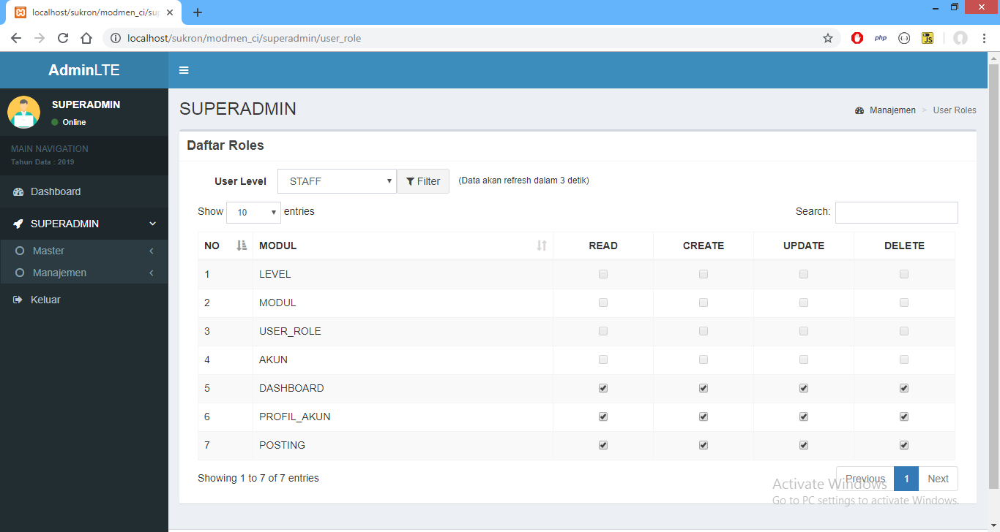 localhost/sukron/modmen_ci/sup
localhost/sukron/modmen_ci/superadmin/user_role
php
JS
AdminLTE
SUPERADMIN
Online
MAIN NAVIGATION
Tahun Data : 2019
Dashboard
SUPERADMIN
Master
Manajemen
Keluar
SUPERADMIN
Manajemen > User Roles
Daftar Roles
User Level STAFF Filter (Data akan refresh dalam 3 detik)
Show 10 entries Search:
NO MODUL READ CREATE UPDATE DELETE
1 LEVEL
2 MODUL
3 USER_ROLE
4 AKUN
5 DASHBOARD
6 PROFIL_AKUN
7 POSTING
Showing 1 to 7 of 7 entries Previous 1 Next
Activate Windows
Go to PC settings to activate Windows.